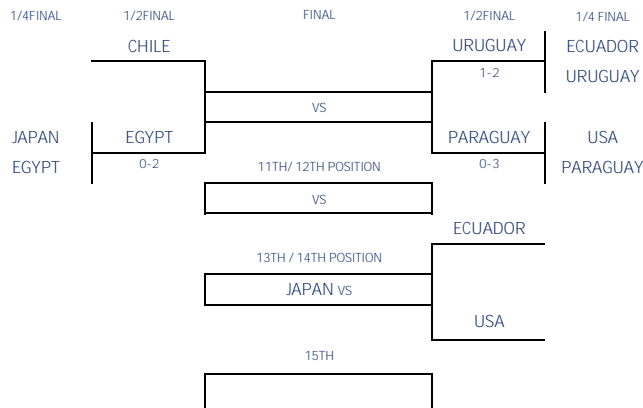 1/4FINAL 1/2FINAL FINAL 1/2FINAL 1/4 FINAL
CHILE URUGUAY ECUADOR
1-2 URUGUAY
VS
JAPAN EGYPT PARAGUAY USA
EGYPT 0-2 0-3 PARAGUAY
11TH/ 12TH POSITION
VS
ECUADOR
13TH / 14TH POSITION
JAPAN VS
USA
15TH